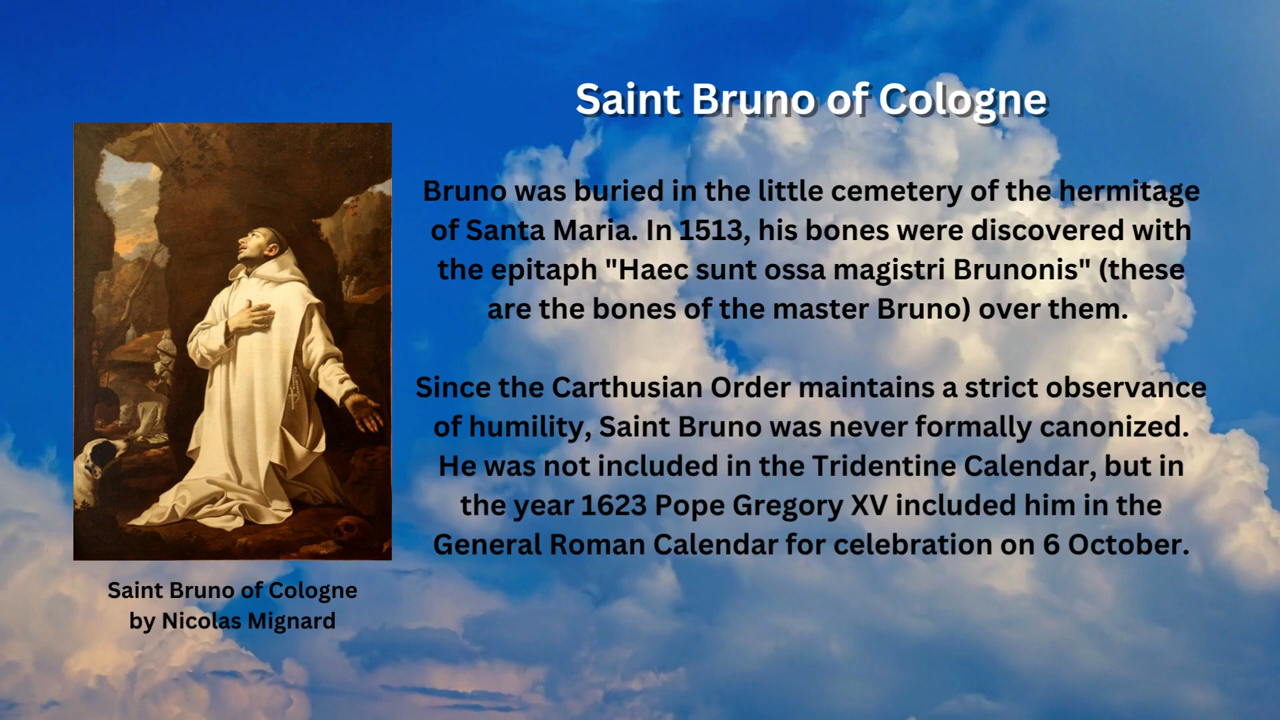 Saint Bruno of Cologne
Bruno was buried in the little cemetery of the hermitage
of Santa Maria. In 1513, his bones were discovered with
the epitaph "Haec sunt ossa magistri Brunonis" (these
are the bones of the master Bruno) over them.
Since the Carthusian Order maintains a strict observance
of humility, Saint Bruno was never formally canonized.
He was not included in the Tridentine Calendar, but in
the year 1623 Pope Gregory XV included him in the
General Roman Calendar for celebration on 6 October.
Saint Bruno of Cologne
by Nicolas Mignard